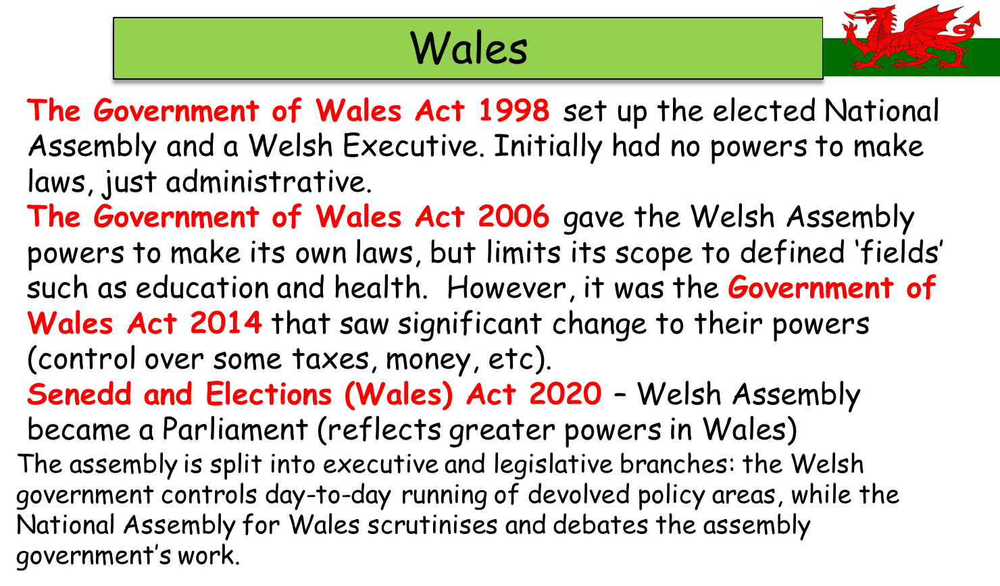 Wales
The Government of Wales Act 1998 set up the elected National
Assembly and a Welsh Executive. Initially had no powers to make
laws, just administrative.
The Government of Wales Act 2006 gave the Welsh Assembly
powers to make its own laws, but limits its scope to defined ‘fields’
such as education and health.  However, it was the Government of
Wales Act 2014 that saw significant change to their powers
(control over some taxes, money, etc).
Senedd and Elections (Wales) Act 2020 – Welsh Assembly
became a Parliament (reflects greater powers in Wales)
The assembly is split into executive and legislative branches: the Welsh
government controls day-to-day running of devolved policy areas, while the
National Assembly for Wales scrutinises and debates the assembly
government’s work.